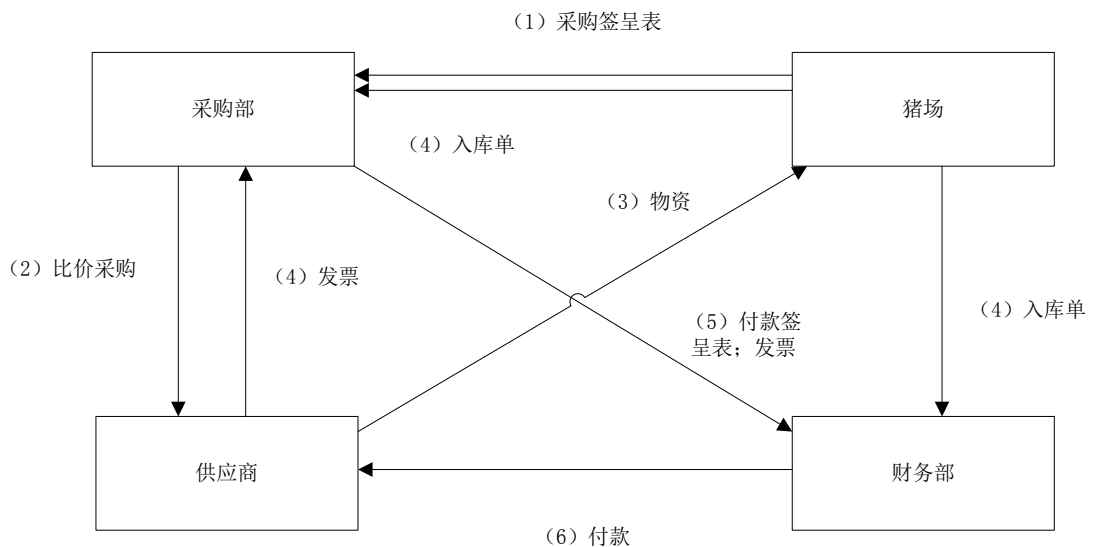 （1）采购签呈表
采购部
猪场
（4）入库单
（3）物资
（2）比价采购
（4）发票
（5）付款签
呈表；发票
（4）入库单
供应商
财务部
（6）付款